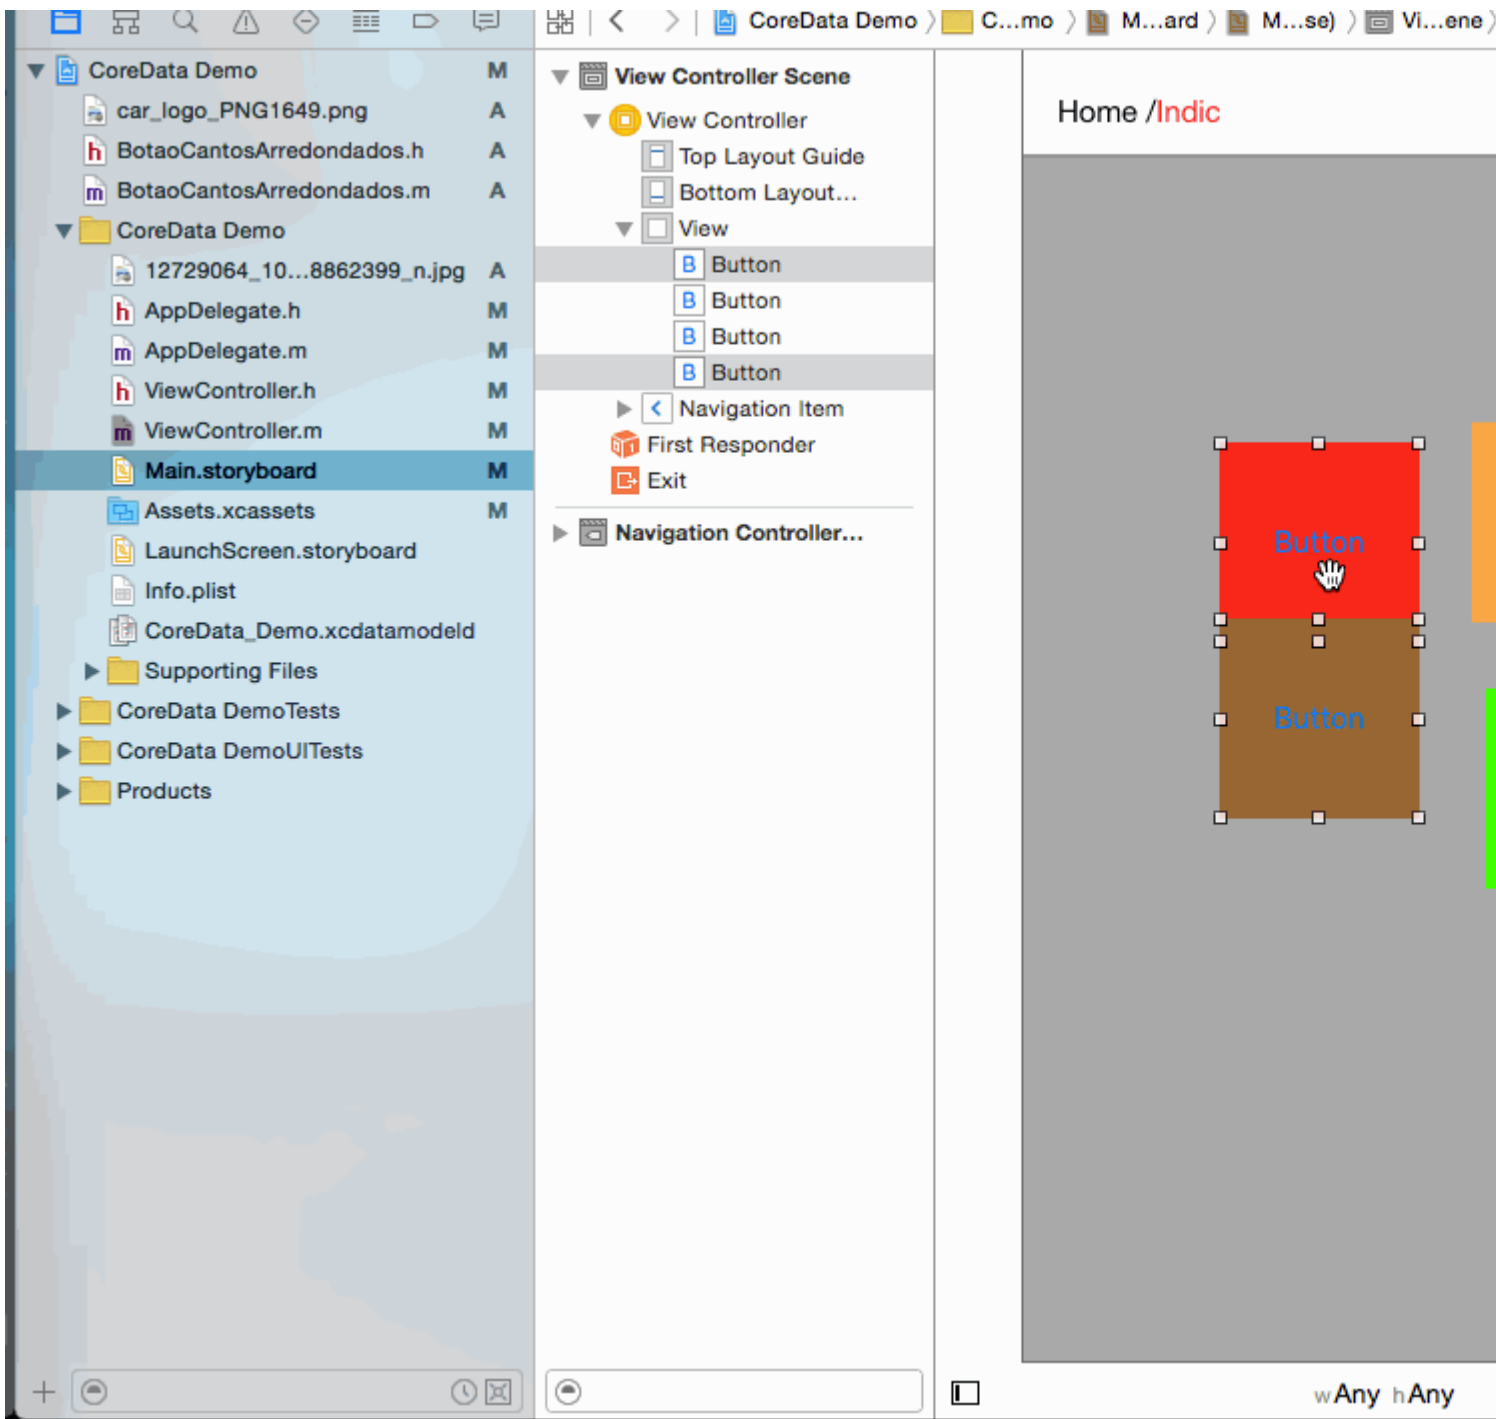 CoreData Demo 〉 C...mo 〉 M...ard 〉 M...se) 〉 Vi...ene 〉
CoreData Demo M
car_logo_PNG1649.png A
h BotaoCantosArredondados.h A
m BotaoCantosArredondados.m A
CoreData Demo
12729064_10...8862399_n.jpg A
h AppDelegate.h M
m AppDelegate.m M
h ViewController.h M
m ViewController.m M
Main.storyboard M
Assets.xcassets M
LaunchScreen.storyboard
Info.plist
CoreData_Demo.xcdatamodeld
Supporting Files
CoreData DemoTests
CoreData DemoUITests
Products
View Controller Scene
View Controller
Top Layout Guide
Bottom Layout...
View
B Button
B Button
B Button
B Button
Navigation Item
First Responder
Exit
Navigation Controller...
Home /Indic
Button
Button
wAny hAny